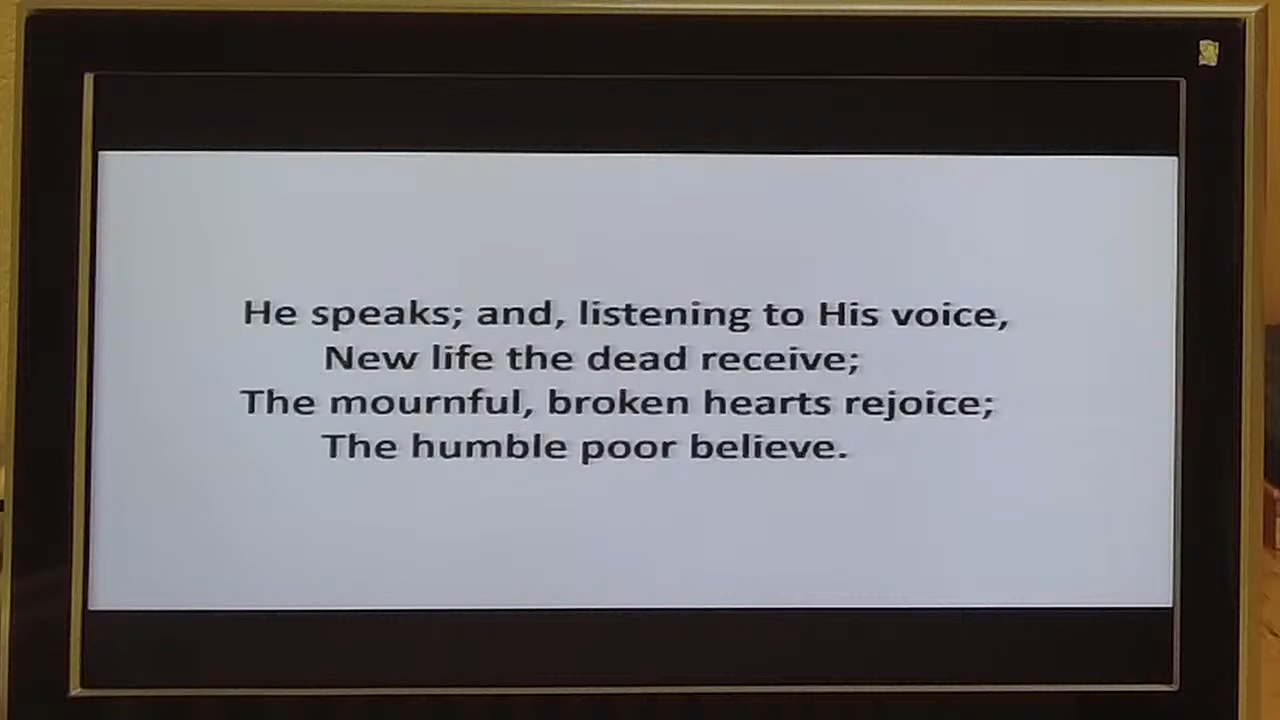 He speaks; and, listening to His voice,
New life the dead receive;
The mournful, broken hearts rejoice;
The humble poor believe.